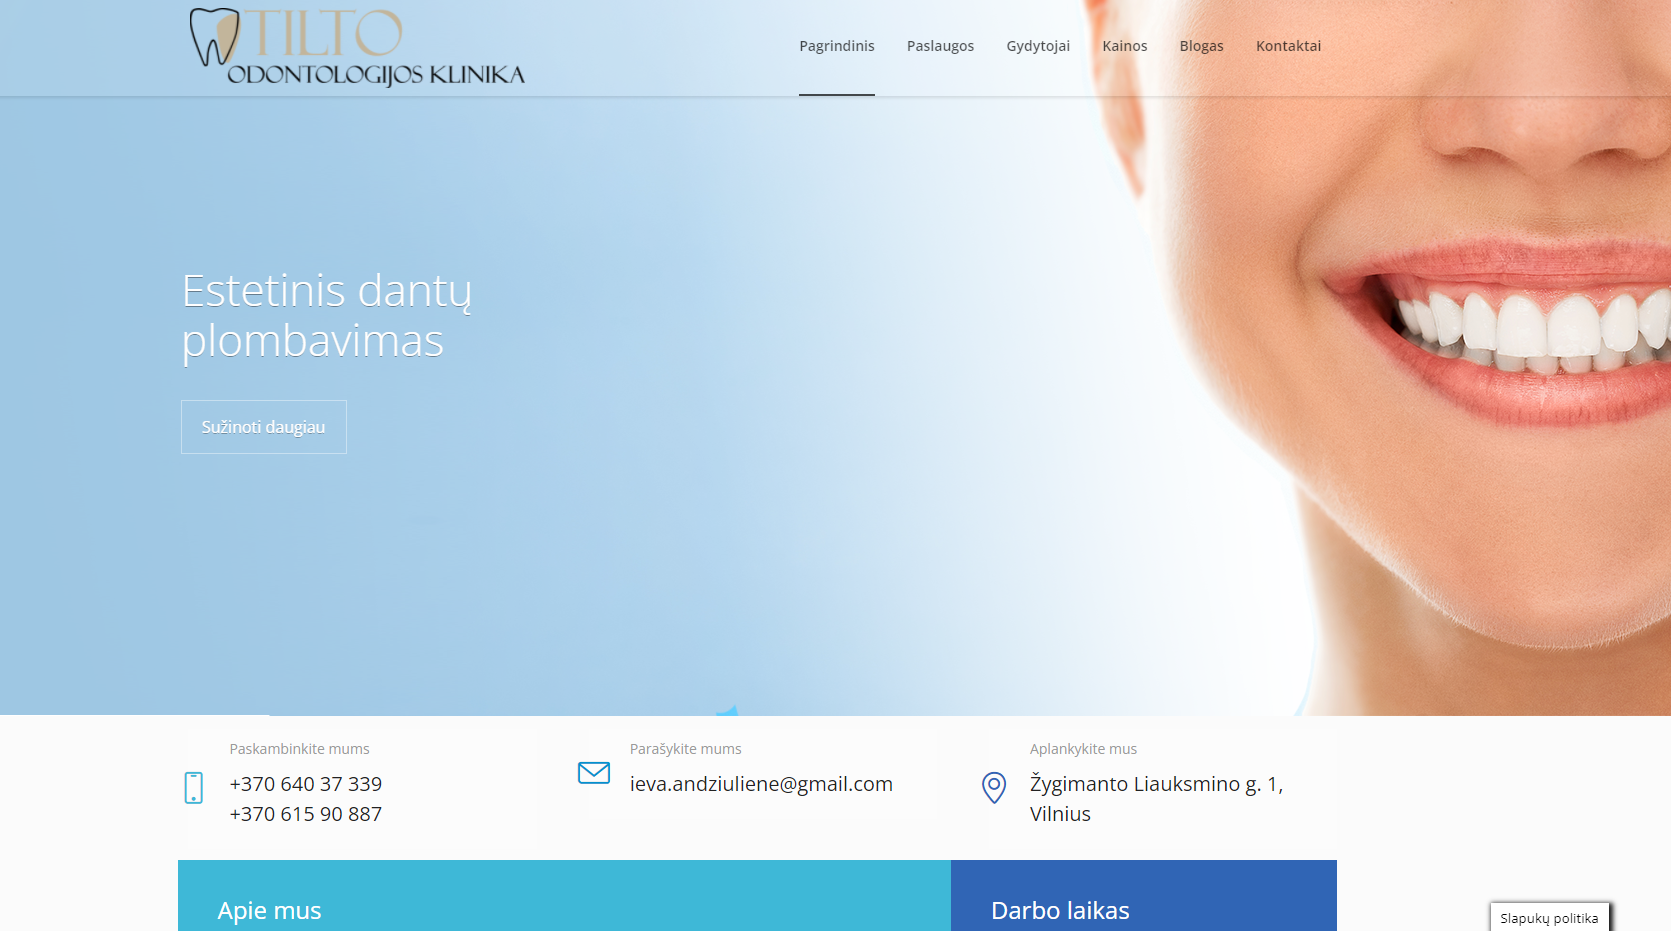 TILTO
ODONTOLOGIJOS KLINIKA
Pagrindinis
Paslaugos
Gydytojai
Kainos
Blogas
Kontaktai
Estetinis dantų
plombavimas
Sužinoti daugiau
Paskambinkite mums
+370 640 37 339
+370 615 90 887
Parašykite mums
ieva.andziuliene@gmail.com
Aplankykite mus
Žygimanto Liauksmino g. 1,
Vilnius
Apie mus
Darbo laikas
Slapukų politika